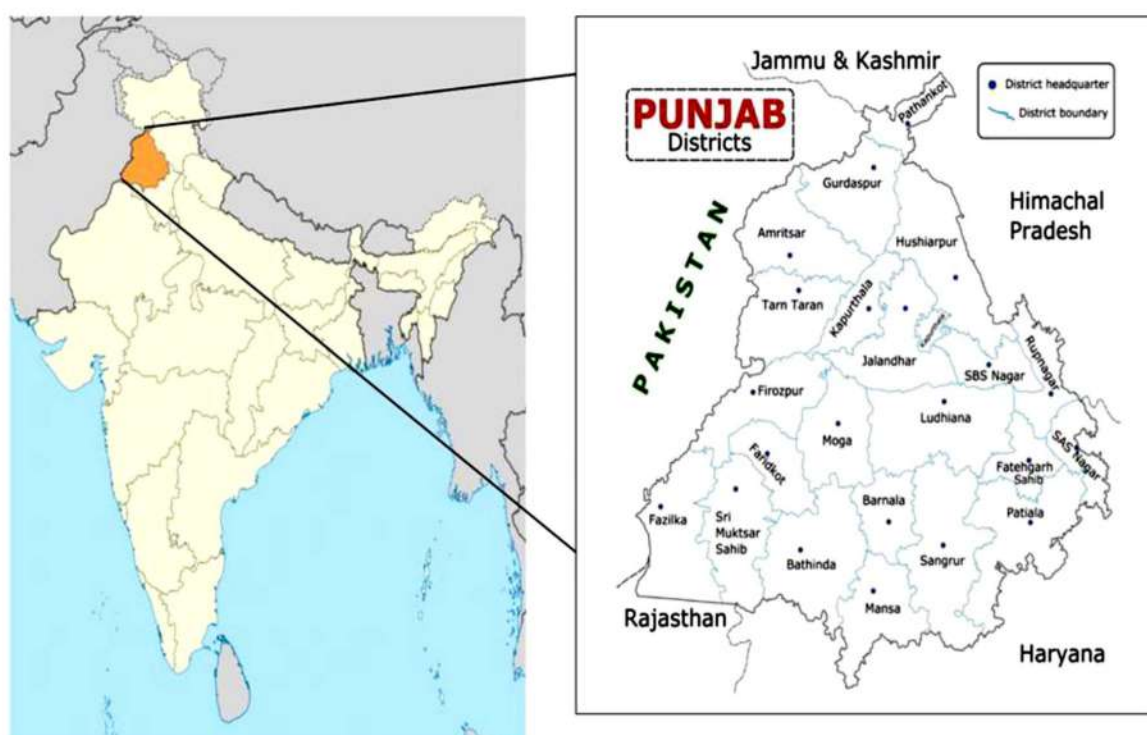 Jammu & Kashmir
PUNJAB
Districts
District headquarter
District boundary
Pathankot
Gurdaspur
Himachal
Pradesh
PAKISTAN
Amritsar
Hushiarpur
Tarn Taran
Kapurthala
Jalandhar
Rupnagar
SBS Nagar
Firozpur
Ludhiana
Moga
Faridkot
SAS Nagar
Fatehgarh
Sahib
Fazilka
Sri
Muktsar
Sahib
Barnala
Patiala
Bathinda
Sangrur
Mansa
Rajasthan
Haryana